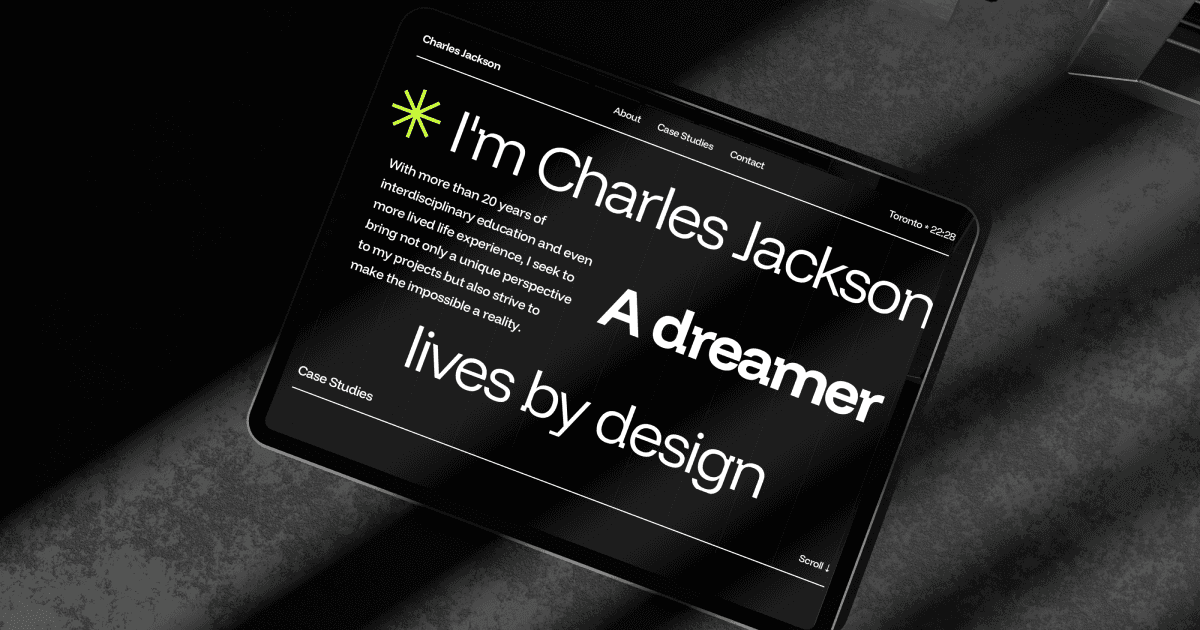 Charles Jackson
About
Case Studies
Contact
Toronto * 22:28
I'm Charles Jackson
With more than 20 years of
interdisciplinary education and even
more lived life experience, I seek to
bring not only a unique perspective
to my projects but also strive to
make the impossible a reality.
A dreamer
lives by design
Case Studies
Scroll ↓